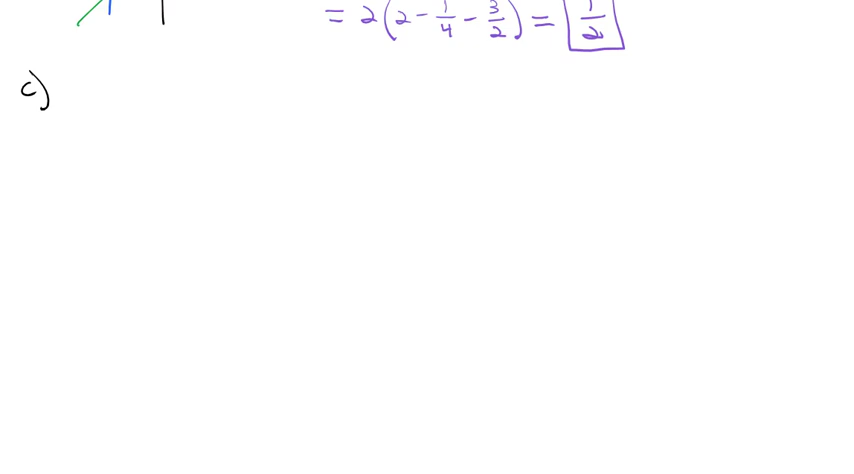 = 2(2 - 1/4 - 3/2) = 1/2
c)